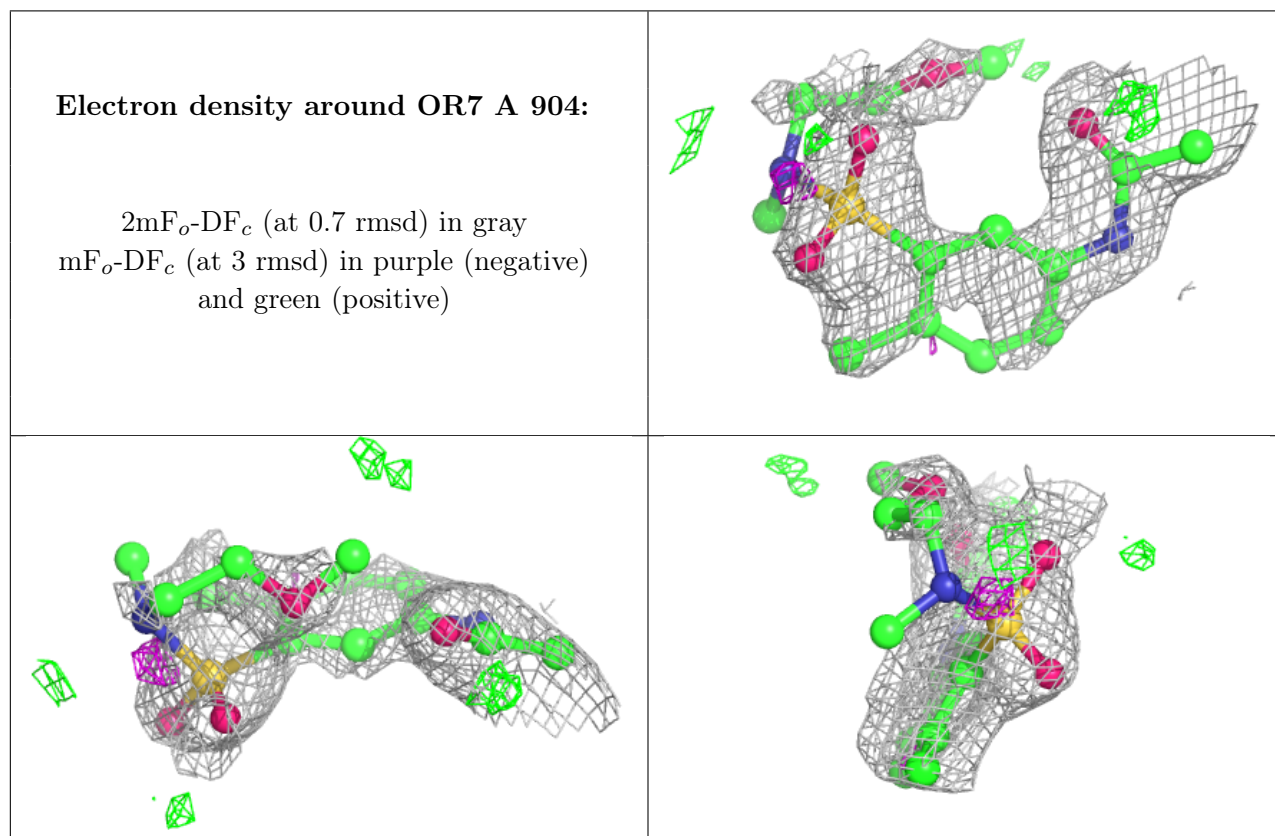 Electron density around OR7 A 904:
2mFo-DFc (at 0.7 rmsd) in gray
mFo-DFc (at 3 rmsd) in purple (negative)
and green (positive)